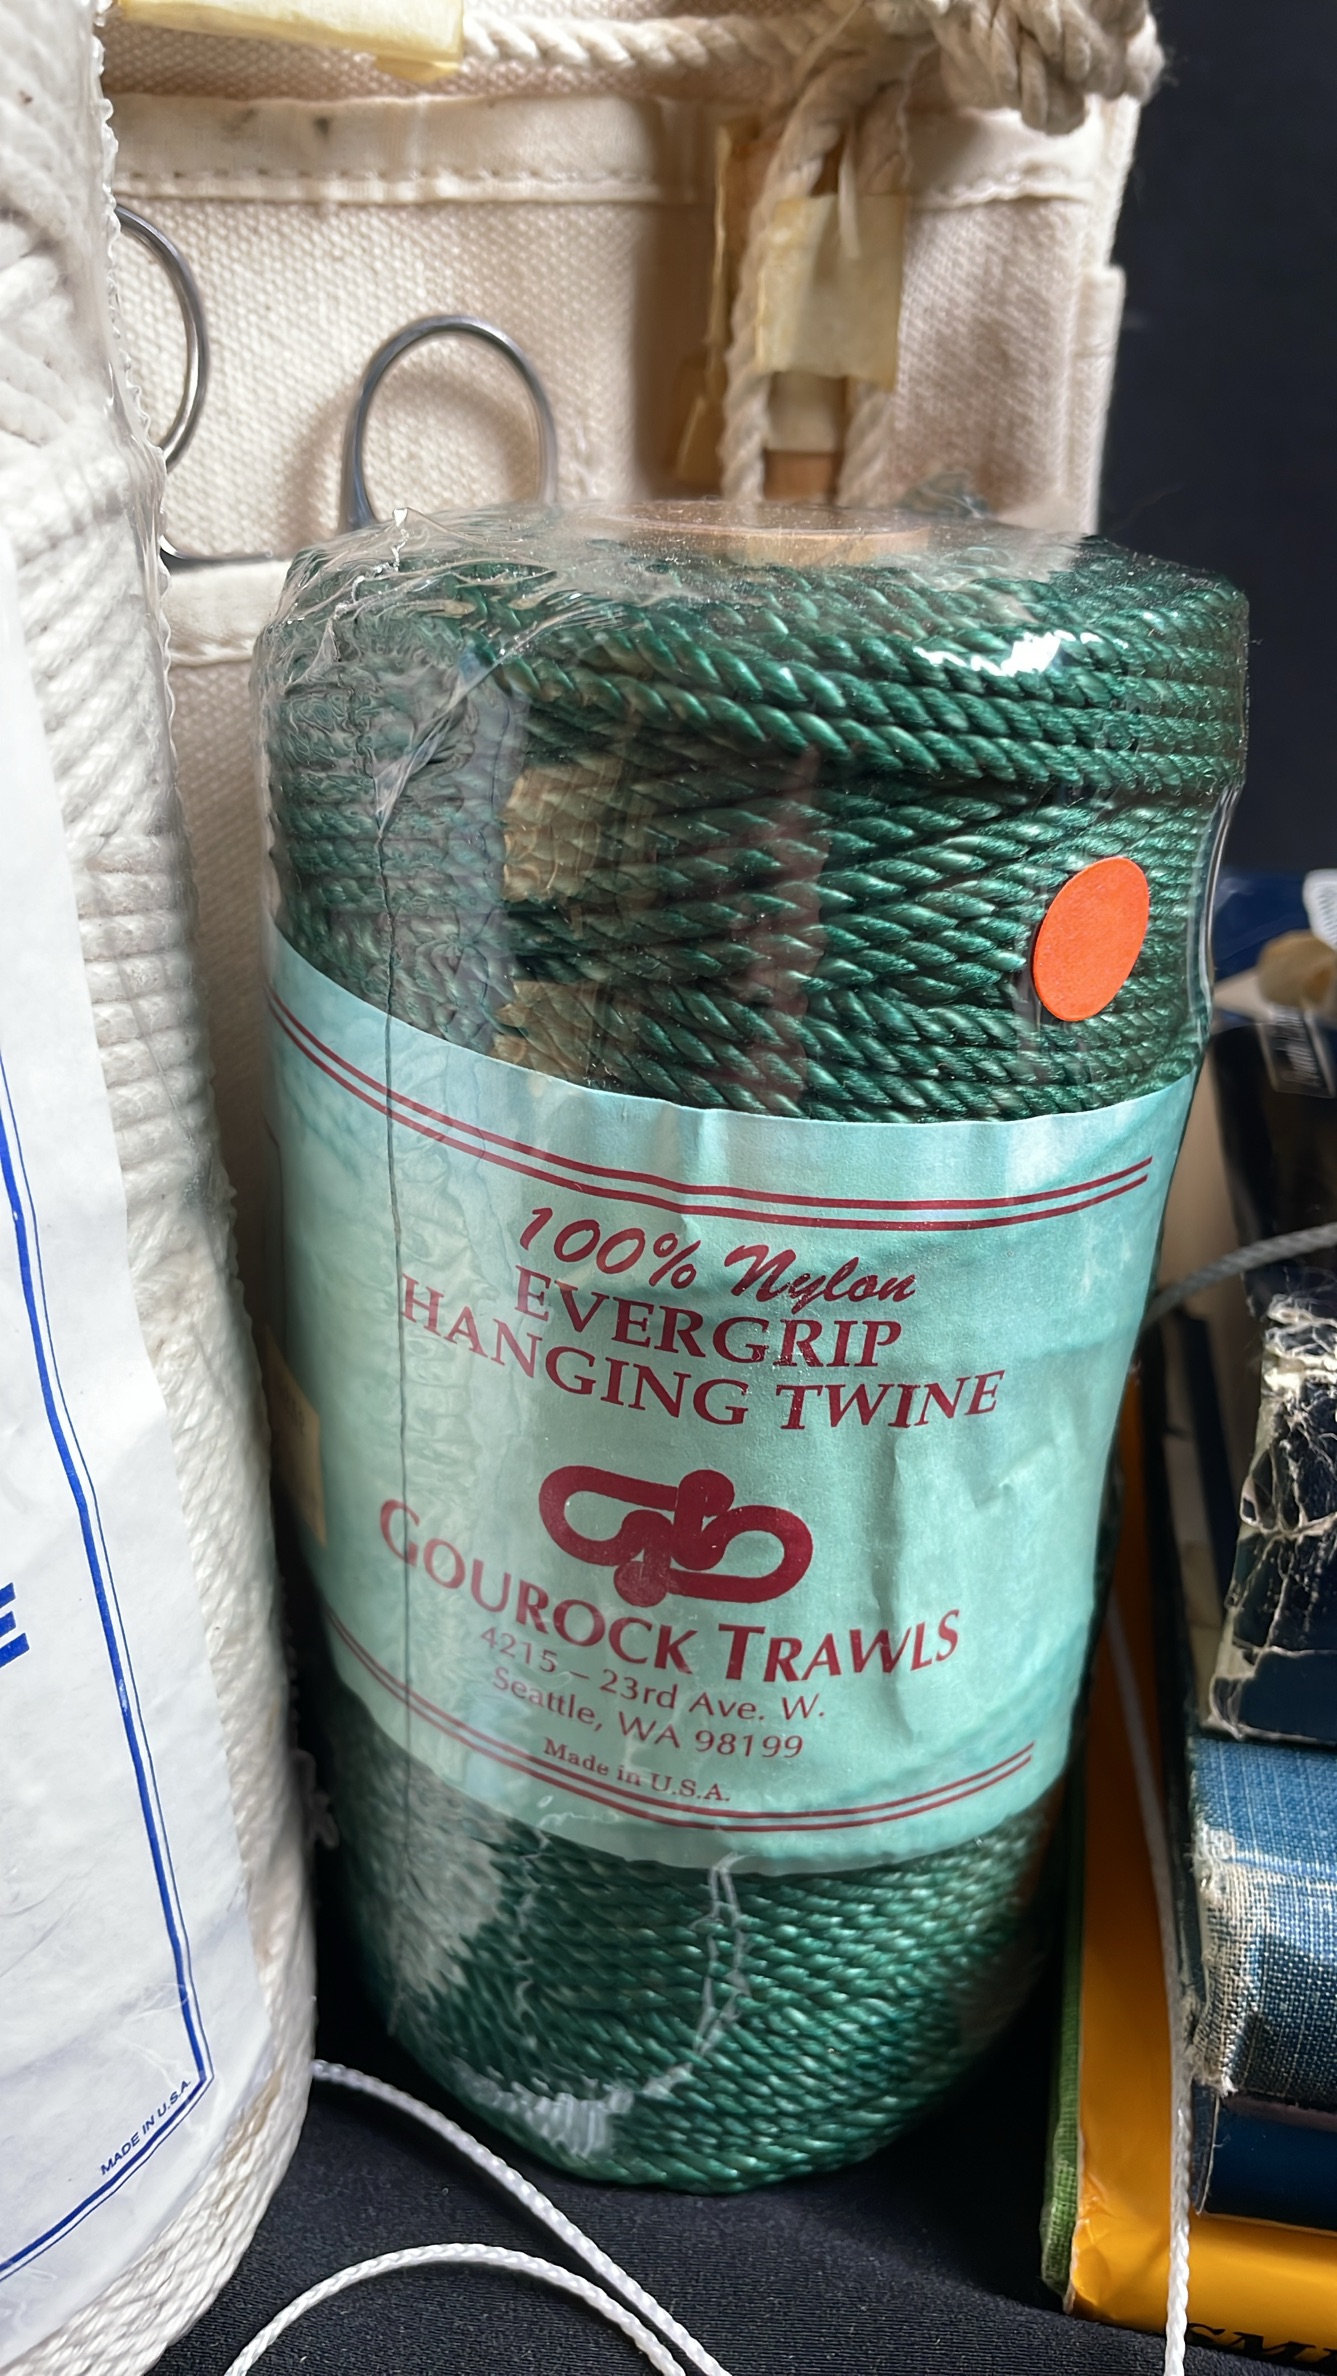 100% Nylon
EVERGRIP
HANGING TWINE
GOUROCK TRAWLS
4215 – 23rd Ave. W.
Seattle, WA 98199
Made in U.S.A.
E
MADE IN U.S.A.